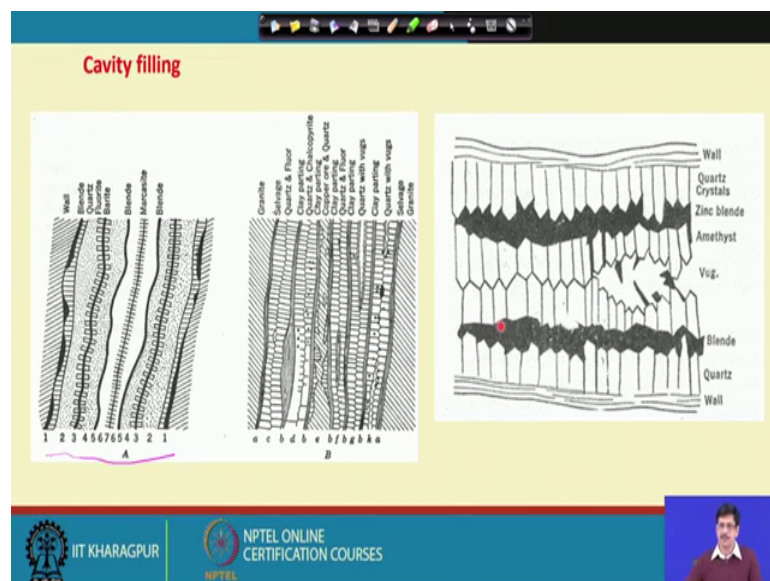 Cavity filling
Wall
Blende
Quartz
Fluorite
Barite
Blende
Marcasite
Blende
1 2 3 4 5 6 7 6 5 4 3 2 1
A
Granite
Selvage
Quartz & Fluor
Clay parting
Quartz & Chalcopyrite
Clay parting
Copper ore & Quartz
Clay parting
Quartz & Fluor
Clay parting
Quartz with vugs
Clay parting
Quartz with vugs
Selvage
Granite
a c b d b e b f b g b k a
B
Wall
Quartz
Crystals
Zinc blende
Amethyst
Vug.
Blende
Quartz
Wall
IIT KHARAGPUR
NPTEL
NPTEL ONLINE
CERTIFICATION COURSES